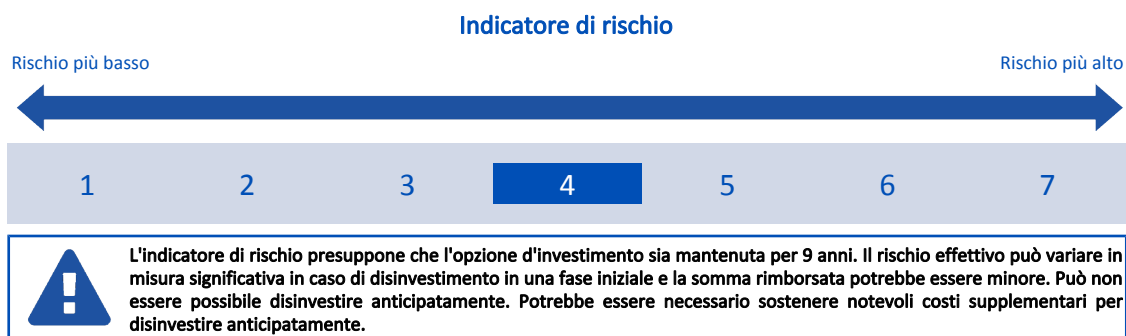 Indicatore di rischio
Rischio più basso
Rischio più alto
1 2 3 4 5 6 7
L'indicatore di rischio presuppone che l'opzione d'investimento sia mantenuta per 9 anni. Il rischio effettivo può variare in
misura significativa in caso di disinvestimento in una fase iniziale e la somma rimborsata potrebbe essere minore. Può non
essere possibile disinvestire anticipatamente. Potrebbe essere necessario sostenere notevoli costi supplementari per
disinvestire anticipatamente.